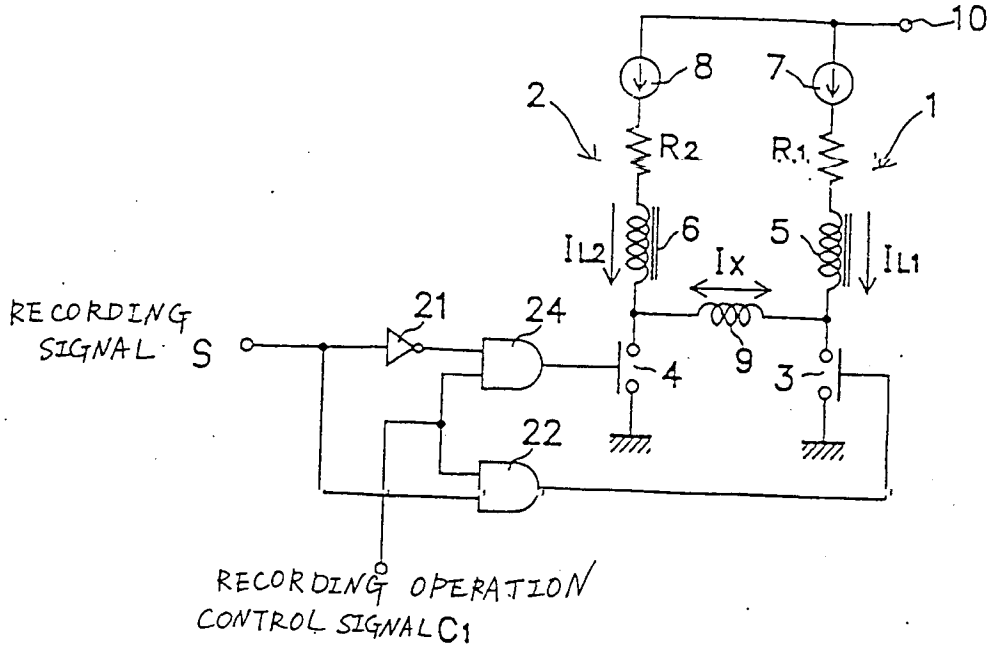 10
8
7
2
1
R2
R1
6
5
IL2
Ix
IL1
RECORDING
SIGNAL S
21
24
9
4
3
22
RECORDING OPERATION
CONTROL SIGNAL C1